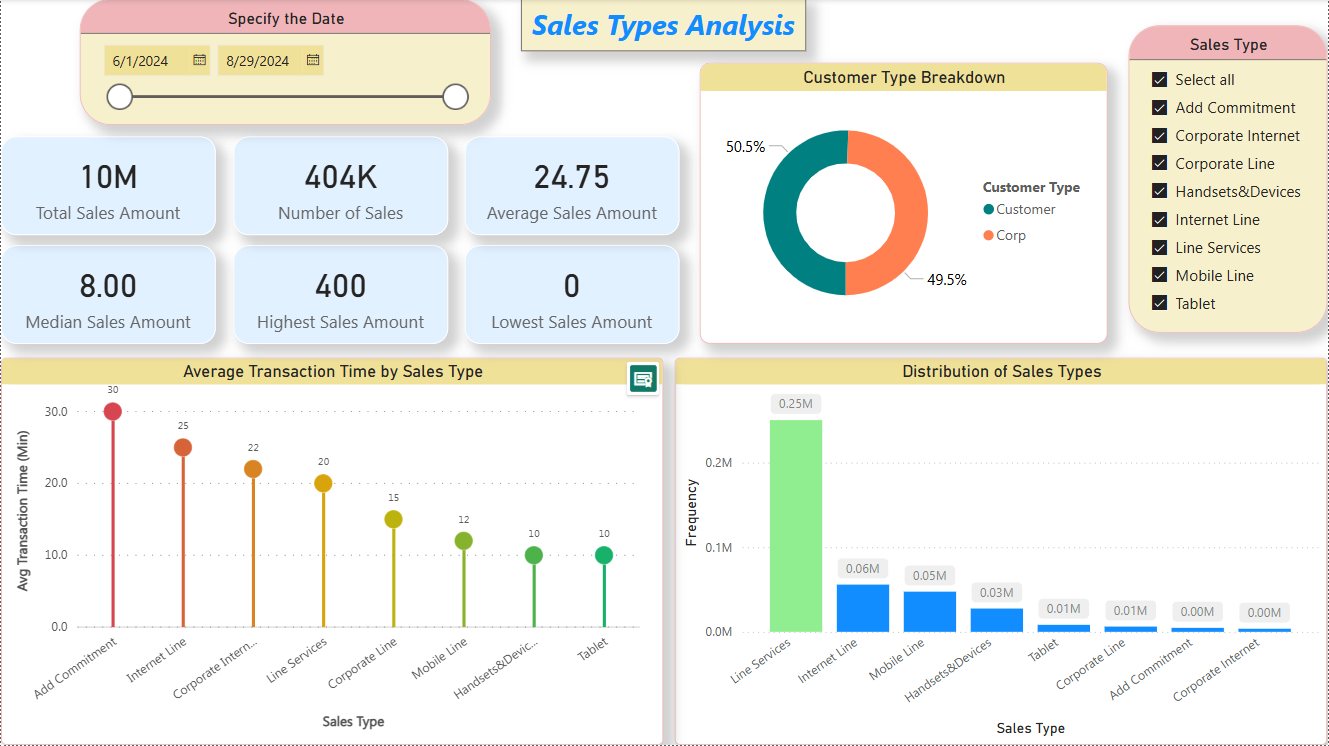 Specify the Date
6/1/2024
8/29/2024
Sales Types Analysis
10M
Total Sales Amount
404K
Number of Sales
24.75
Average Sales Amount
8.00
Median Sales Amount
400
Highest Sales Amount
0
Lowest Sales Amount
Customer Type Breakdown
50.5%
49.5%
Customer Type
Customer
Corp
Sales Type
Select all
Add Commitment
Corporate Internet
Corporate Line
Handsets&Devices
Internet Line
Line Services
Mobile Line
Tablet
Average Transaction Time by Sales Type
Avg Transaction Time (Min)
30.0
20.0
10.0
0.0
30
25
22
20
15
12
10
10
Add Commitment
Internet Line
Corporate Intern...
Line Services
Corporate Line
Mobile Line
Handsets&Devic...
Tablet
Sales Type
Distribution of Sales Types
Frequency
0.2M
0.1M
0.0M
0.25M
0.06M
0.05M
0.03M
0.01M
0.01M
0.00M
0.00M
Line Services
Internet Line
Mobile Line
Handsets&Devices
Tablet
Corporate Line
Add Commitment
Corporate Internet
Sales Type